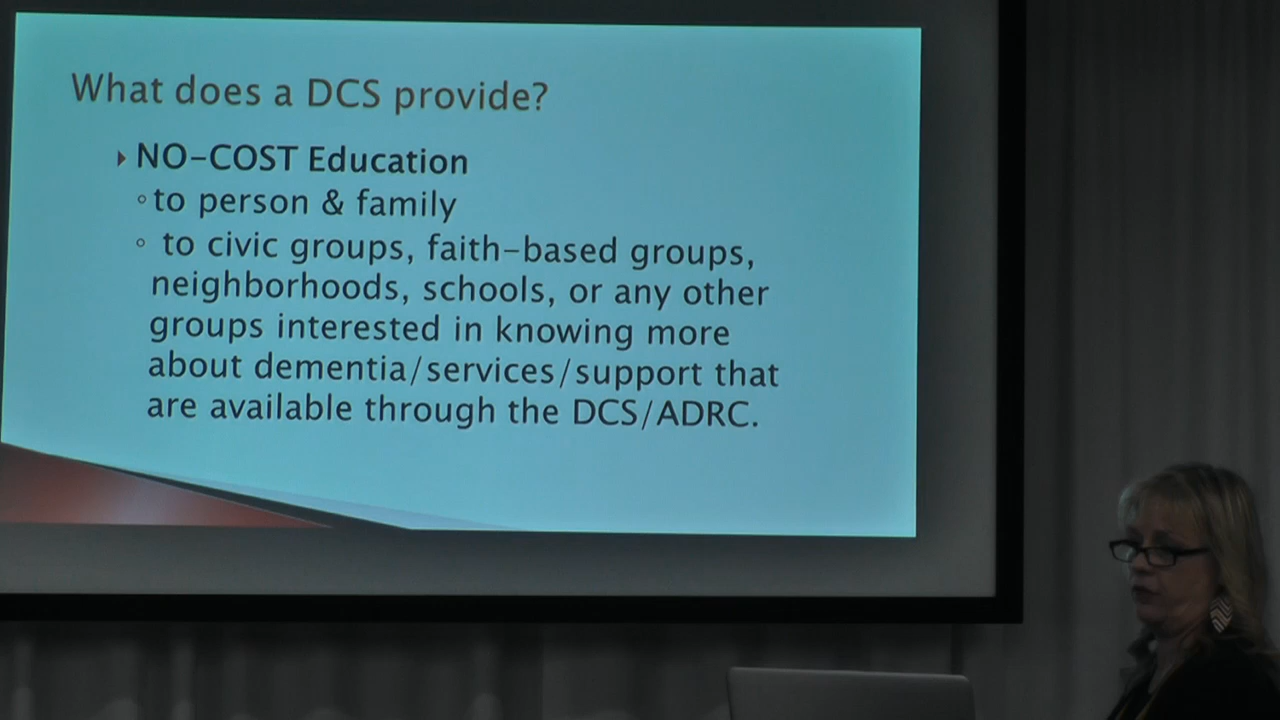 What does a DCS provide?
NO-COST Education
to person & family
to civic groups, faith-based groups,
neighborhoods, schools, or any other
groups interested in knowing more
about dementia/services/support that
are available through the DCS/ADRC.